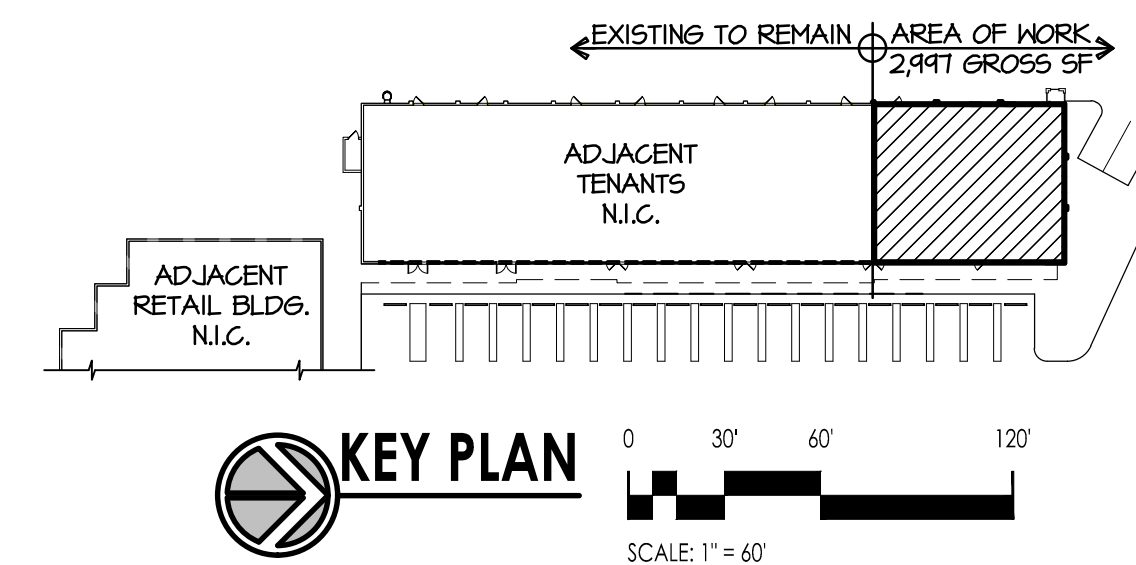 EXISTING TO REMAIN
AREA OF WORK
2,997 GROSS SF
ADJACENT
TENANTS
N.I.C.
ADJACENT
RETAIL BLDG.
N.I.C.
KEY PLAN
0 30' 60' 120'
SCALE: 1" = 60'